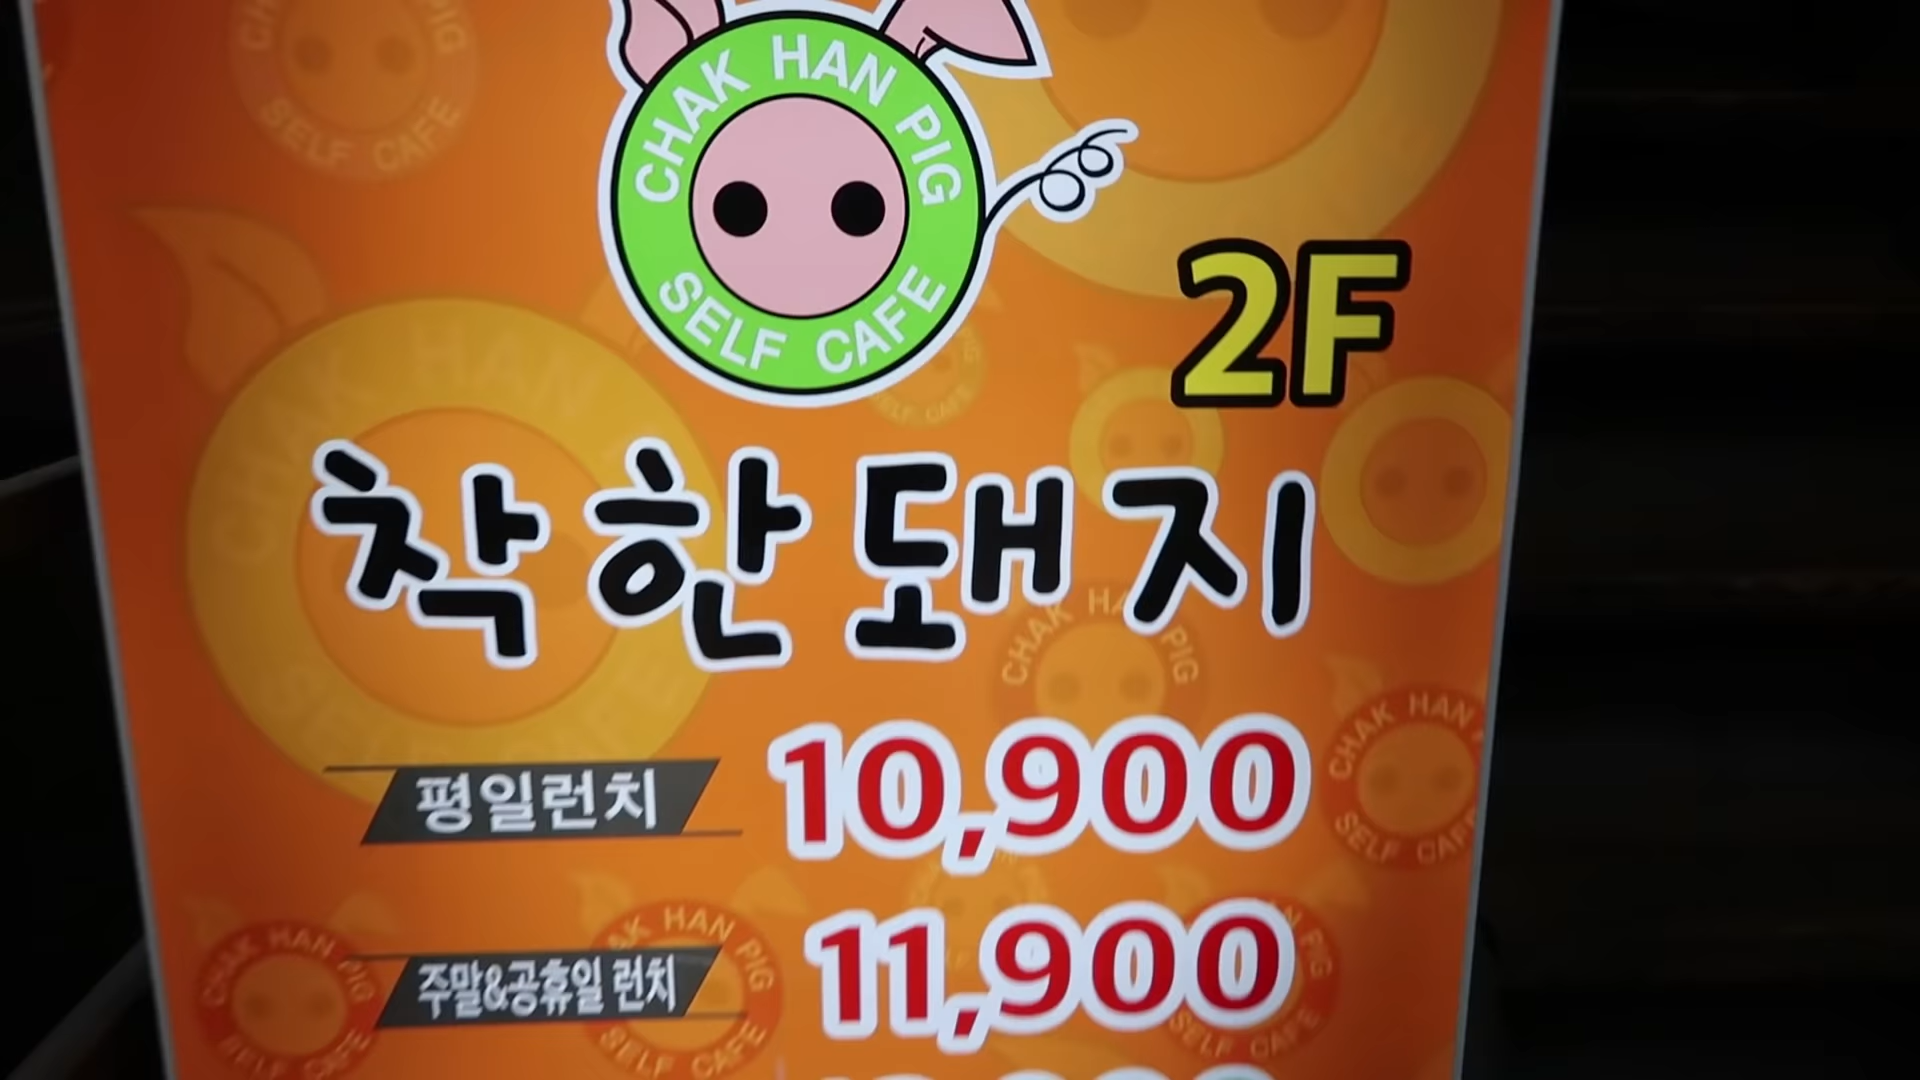 CHAK HAN PIG
SELF CAFE
2F
착한돼지
평일런치 10,900
주말&공휴일 런치 11,900